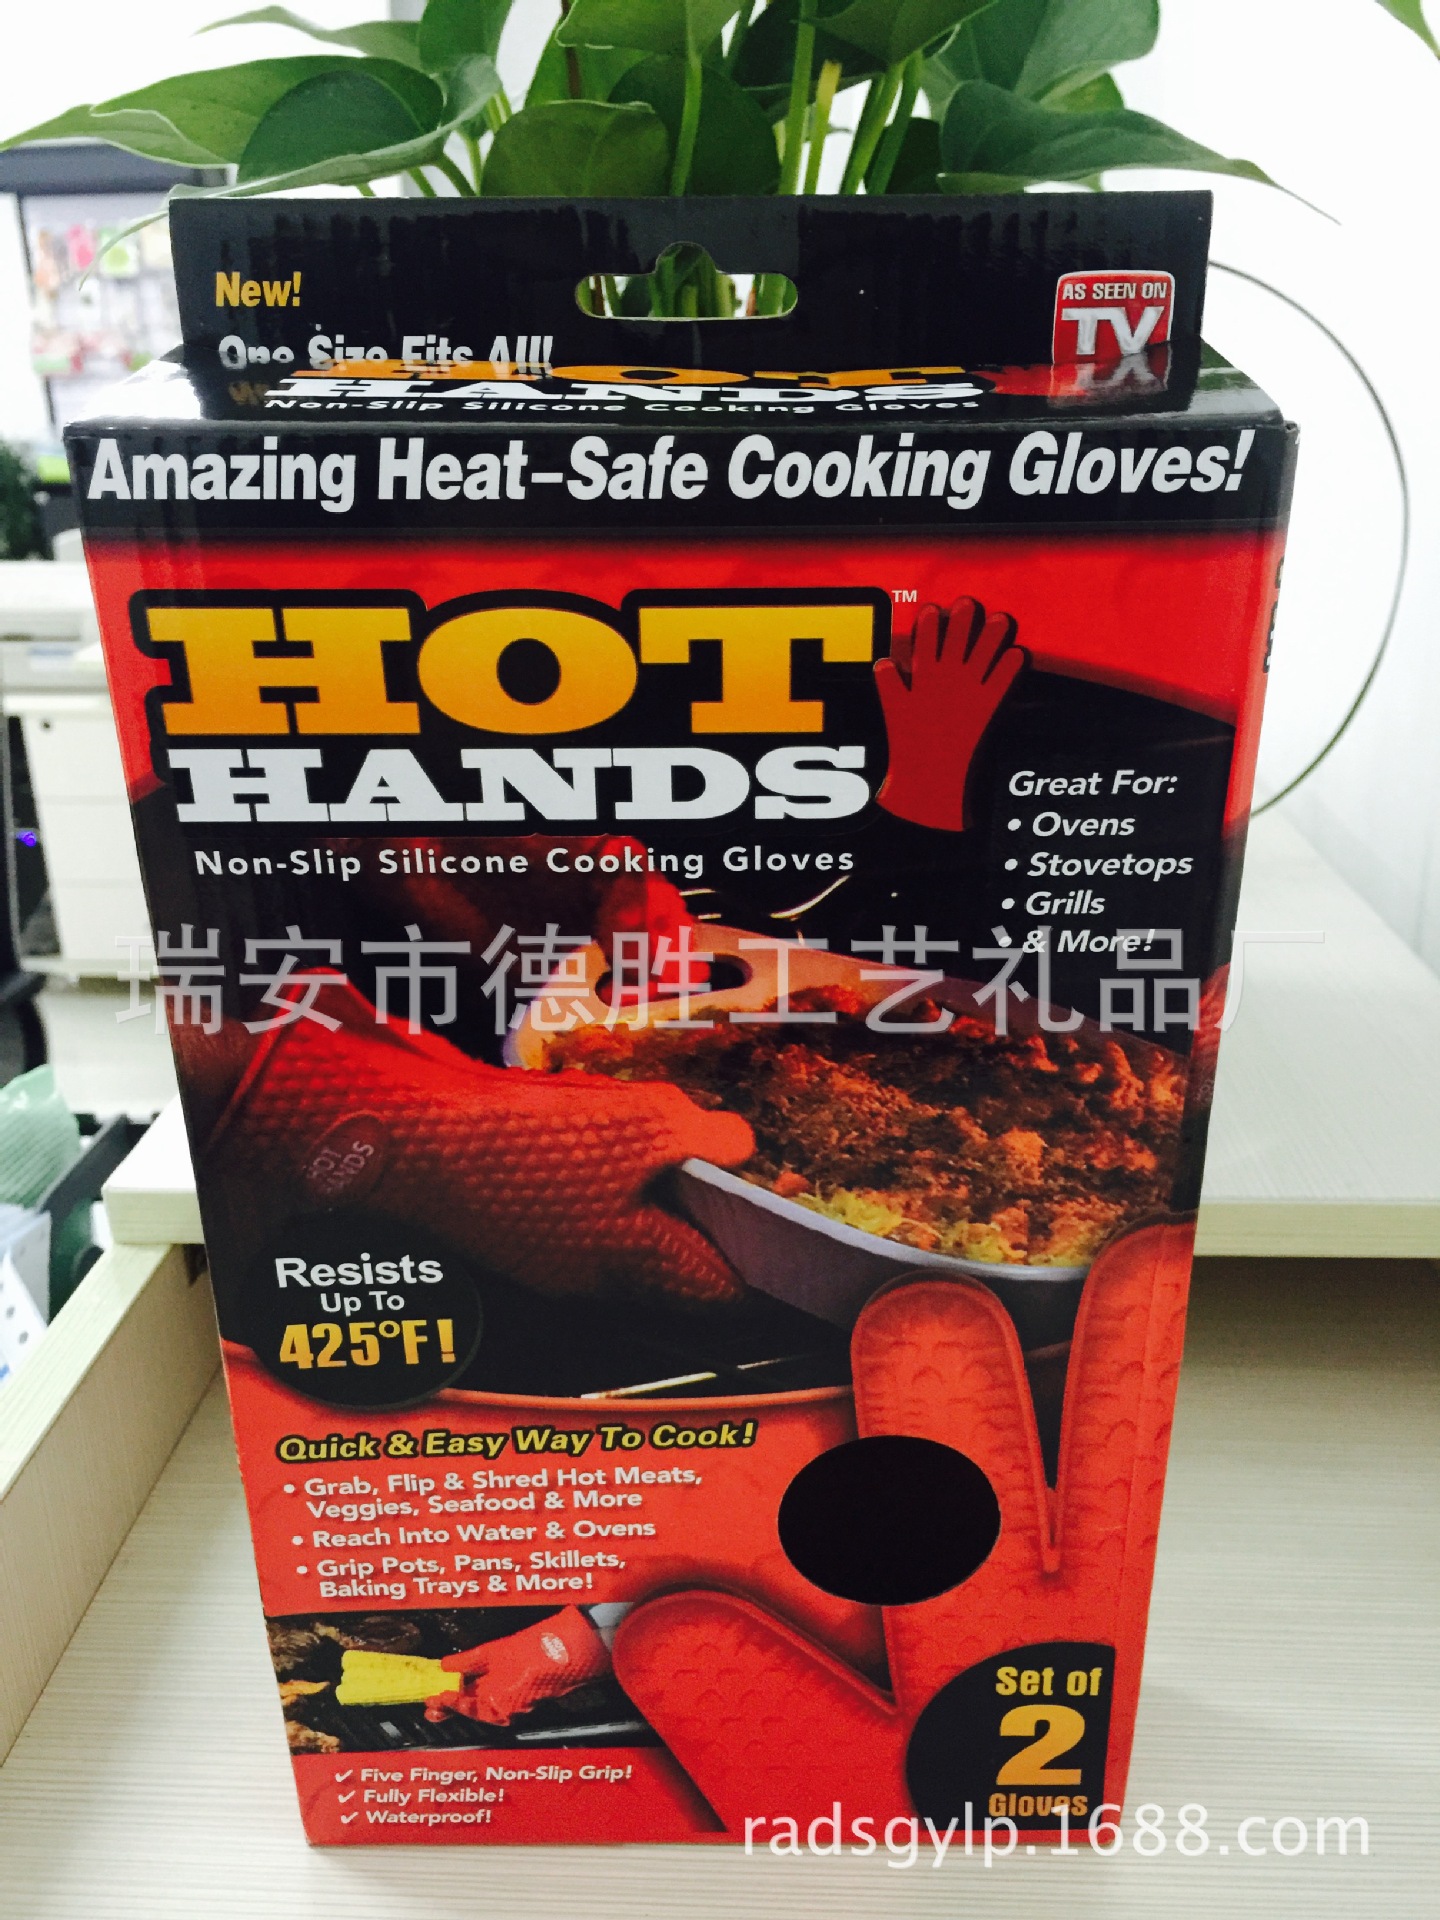 New!
One Size Fits All!
AS SEEN ON
TV
HOT
HANDS
Non-Slip Silicone Cooking Gloves
Amazing Heat-Safe Cooking Gloves!
HOT™
HANDS
Non-Slip Silicone Cooking Gloves
Great For:
• Ovens
• Stovetops
• Grills
• & More!
瑞安市德胜工艺礼品厂
HOT
HANDS
Resists
Up To
425°F!
Quick & Easy Way To Cook!
• Grab, Flip & Shred Hot Meats,
Veggies, Seafood & More
• Reach Into Water & Ovens
• Grip Pots, Pans, Skillets,
Baking Trays & More!
HOT
HANDS
✓ Five Finger, Non-Slip Grip!
✓ Fully Flexible!
✓ Waterproof!
Set of
2
Gloves
radsgylp.1688.com